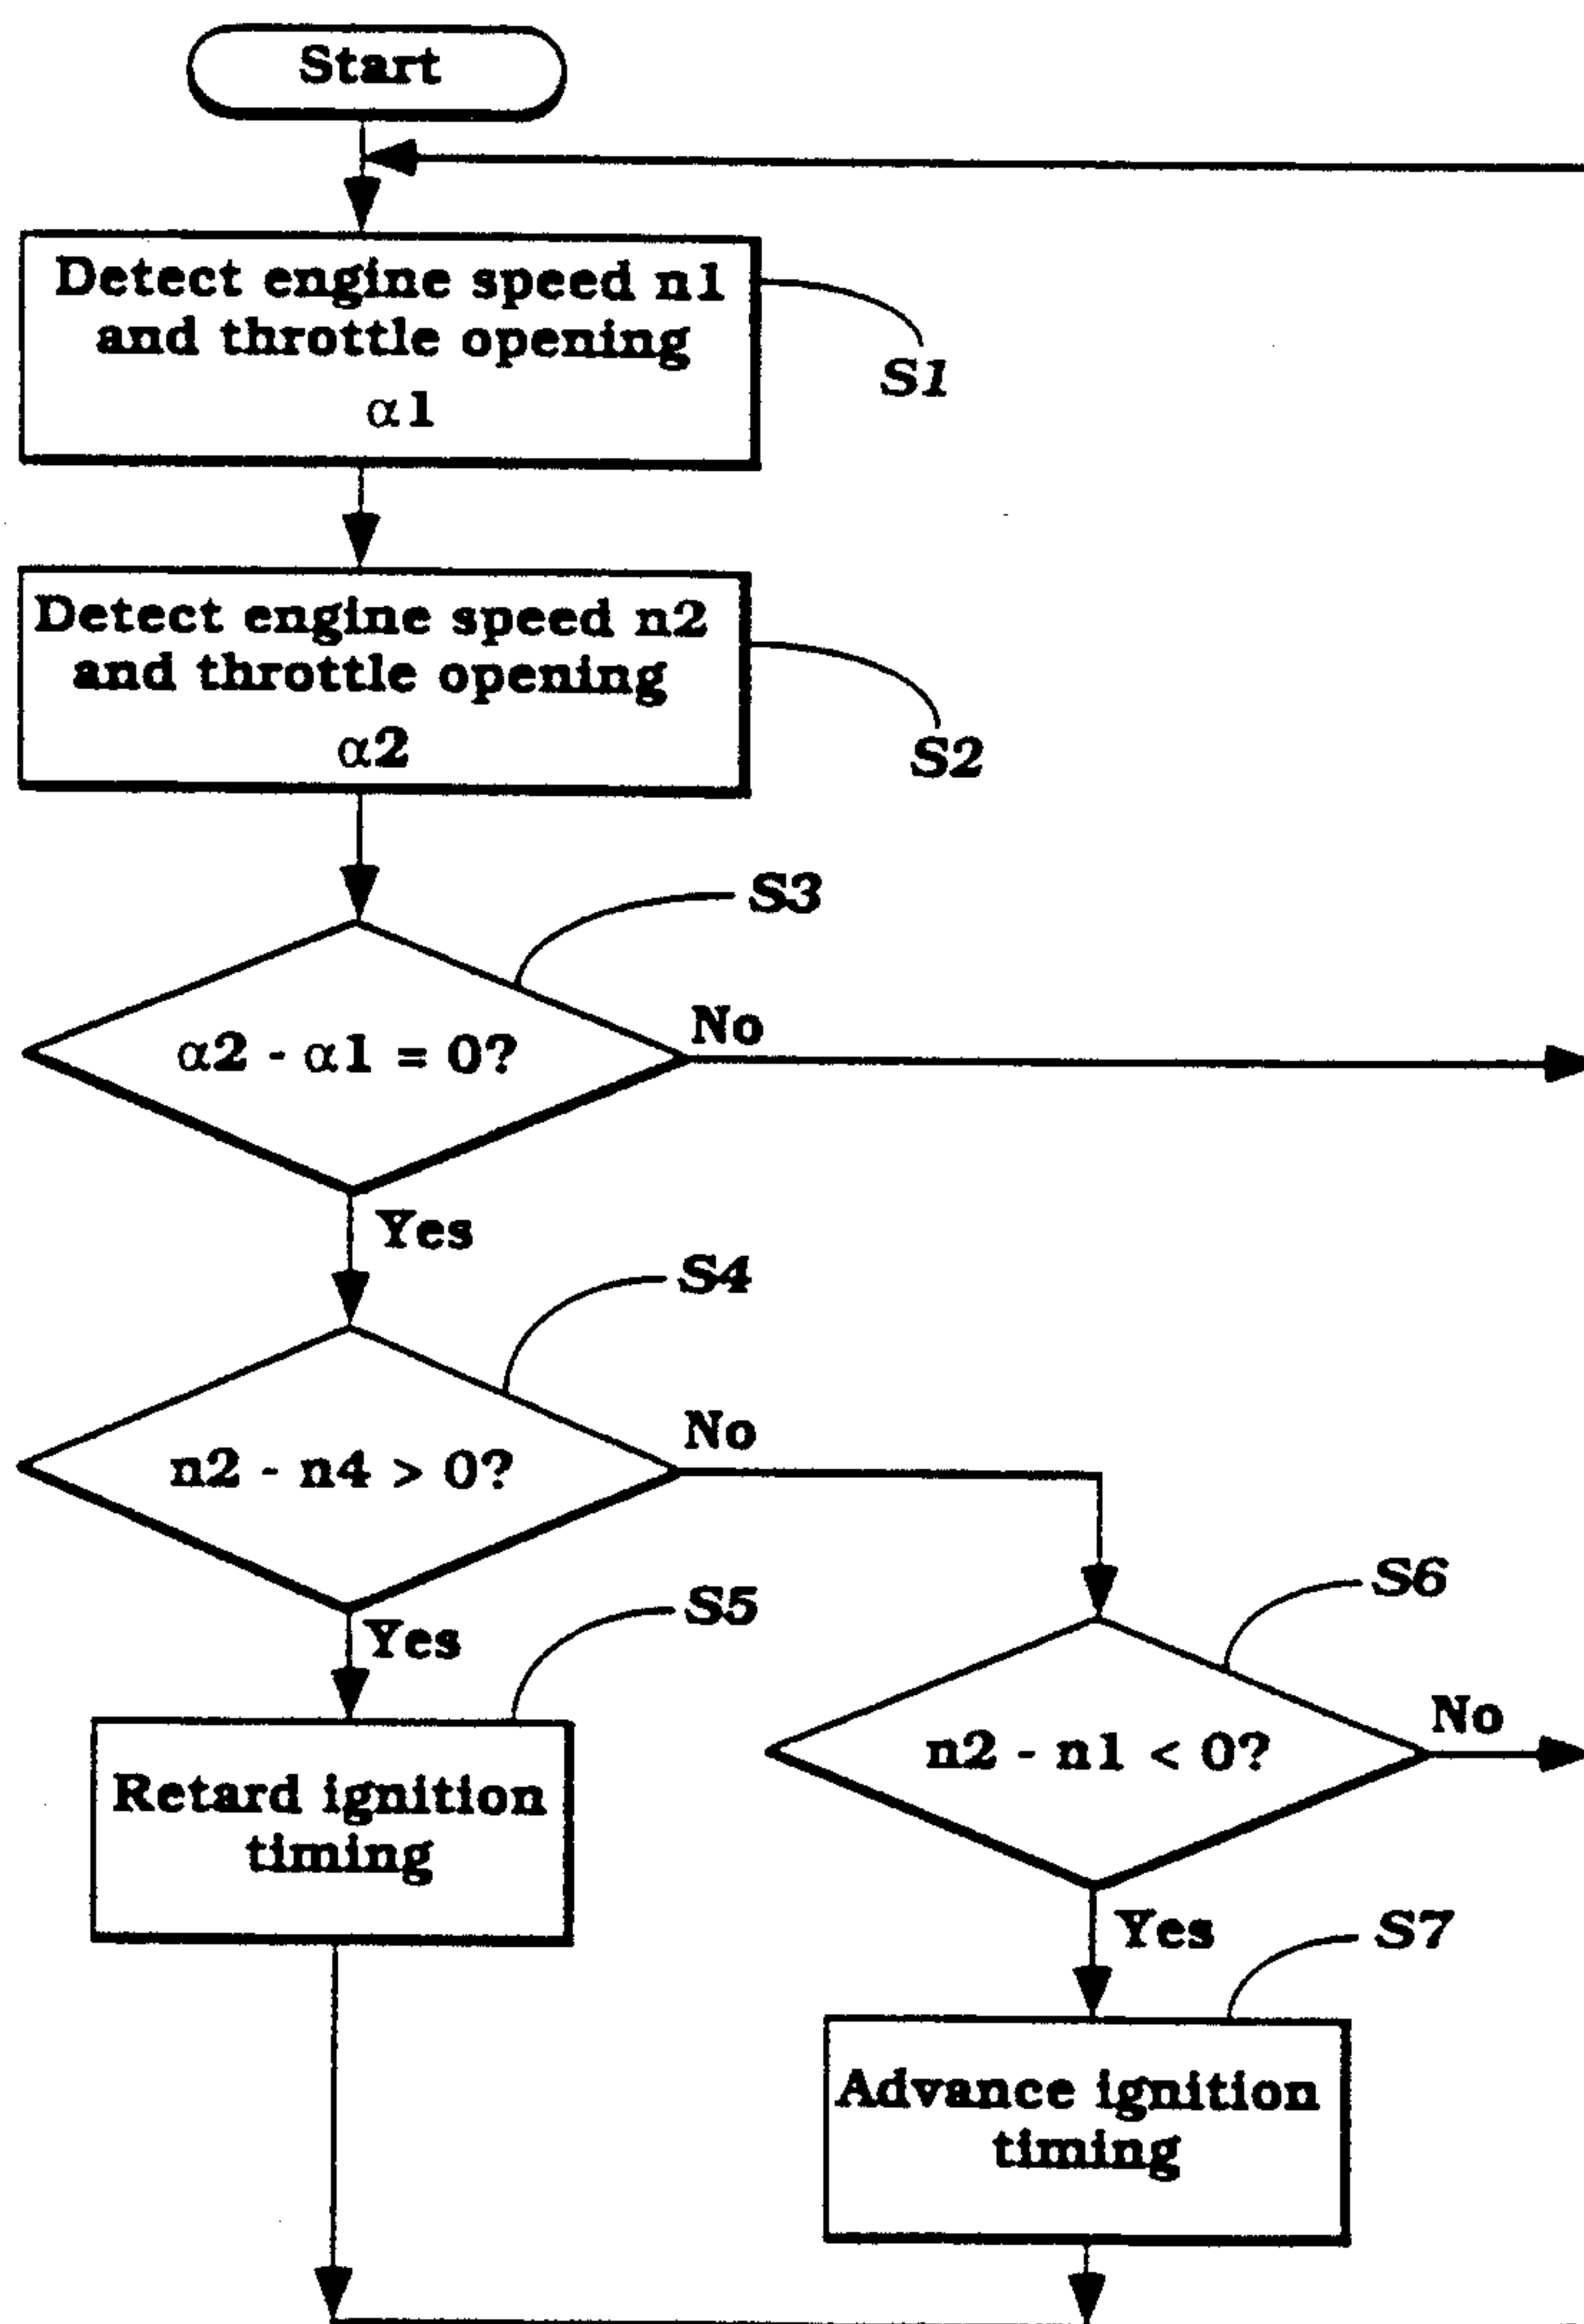 Start
Detect engine speed n1
and throttle opening
α1
S1
Detect engine speed n2
and throttle opening
α2
S2
S3
α2 - α1 = 0?
No
Yes
S4
n2 - n4 > 0?
No
Yes
S5
Retard ignition
timing
S6
n2 - n1 < 0?
No
Yes
S7
Advance ignition
timing